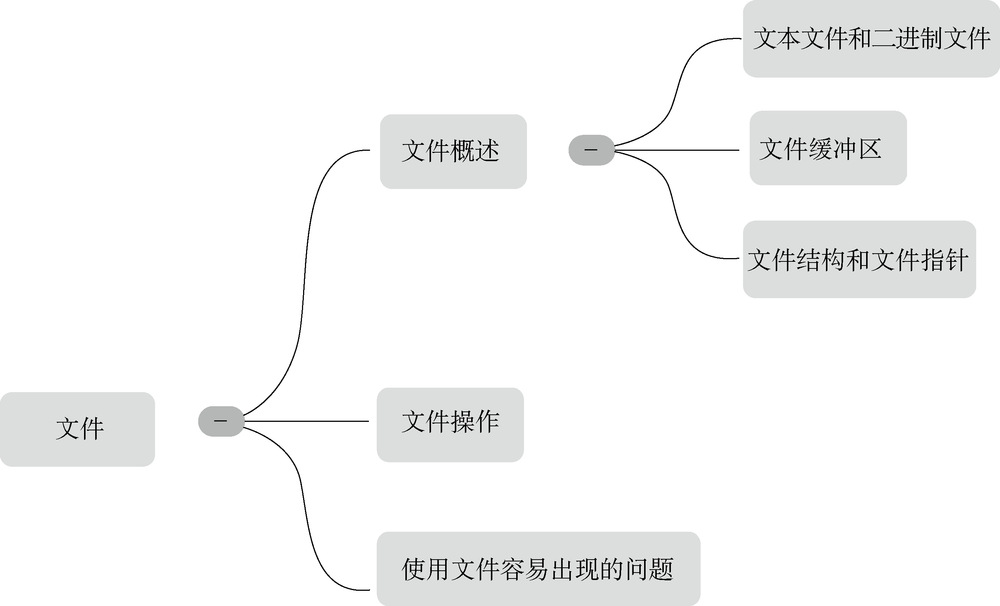 文本文件和二进制文件
文件概述
文件缓冲区
文件结构和文件指针
文件
文件操作
使用文件容易出现的问题